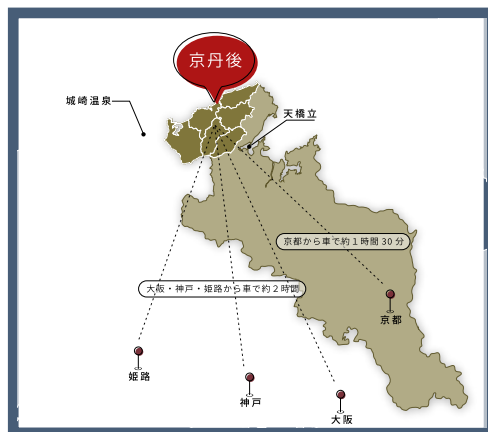 京丹後
城崎温泉
天橋立
京都から車で約1時間30分
大阪・神戸・姫路から車で約2時間
京都
姫路
神戸
大阪